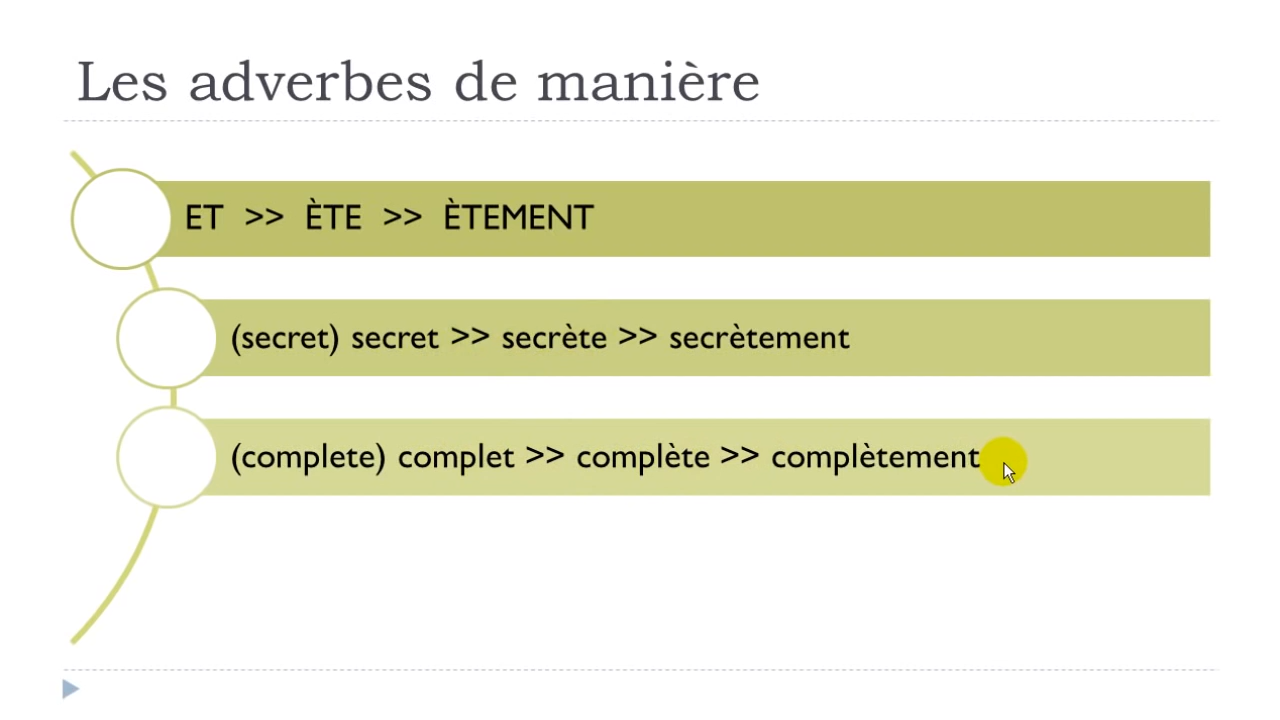 Les adverbes de manière
ET >> ÈTE >> ÈTEMENT
(secret) secret >> secrète >> secrètement
(complete) complet >> complète >> complètement